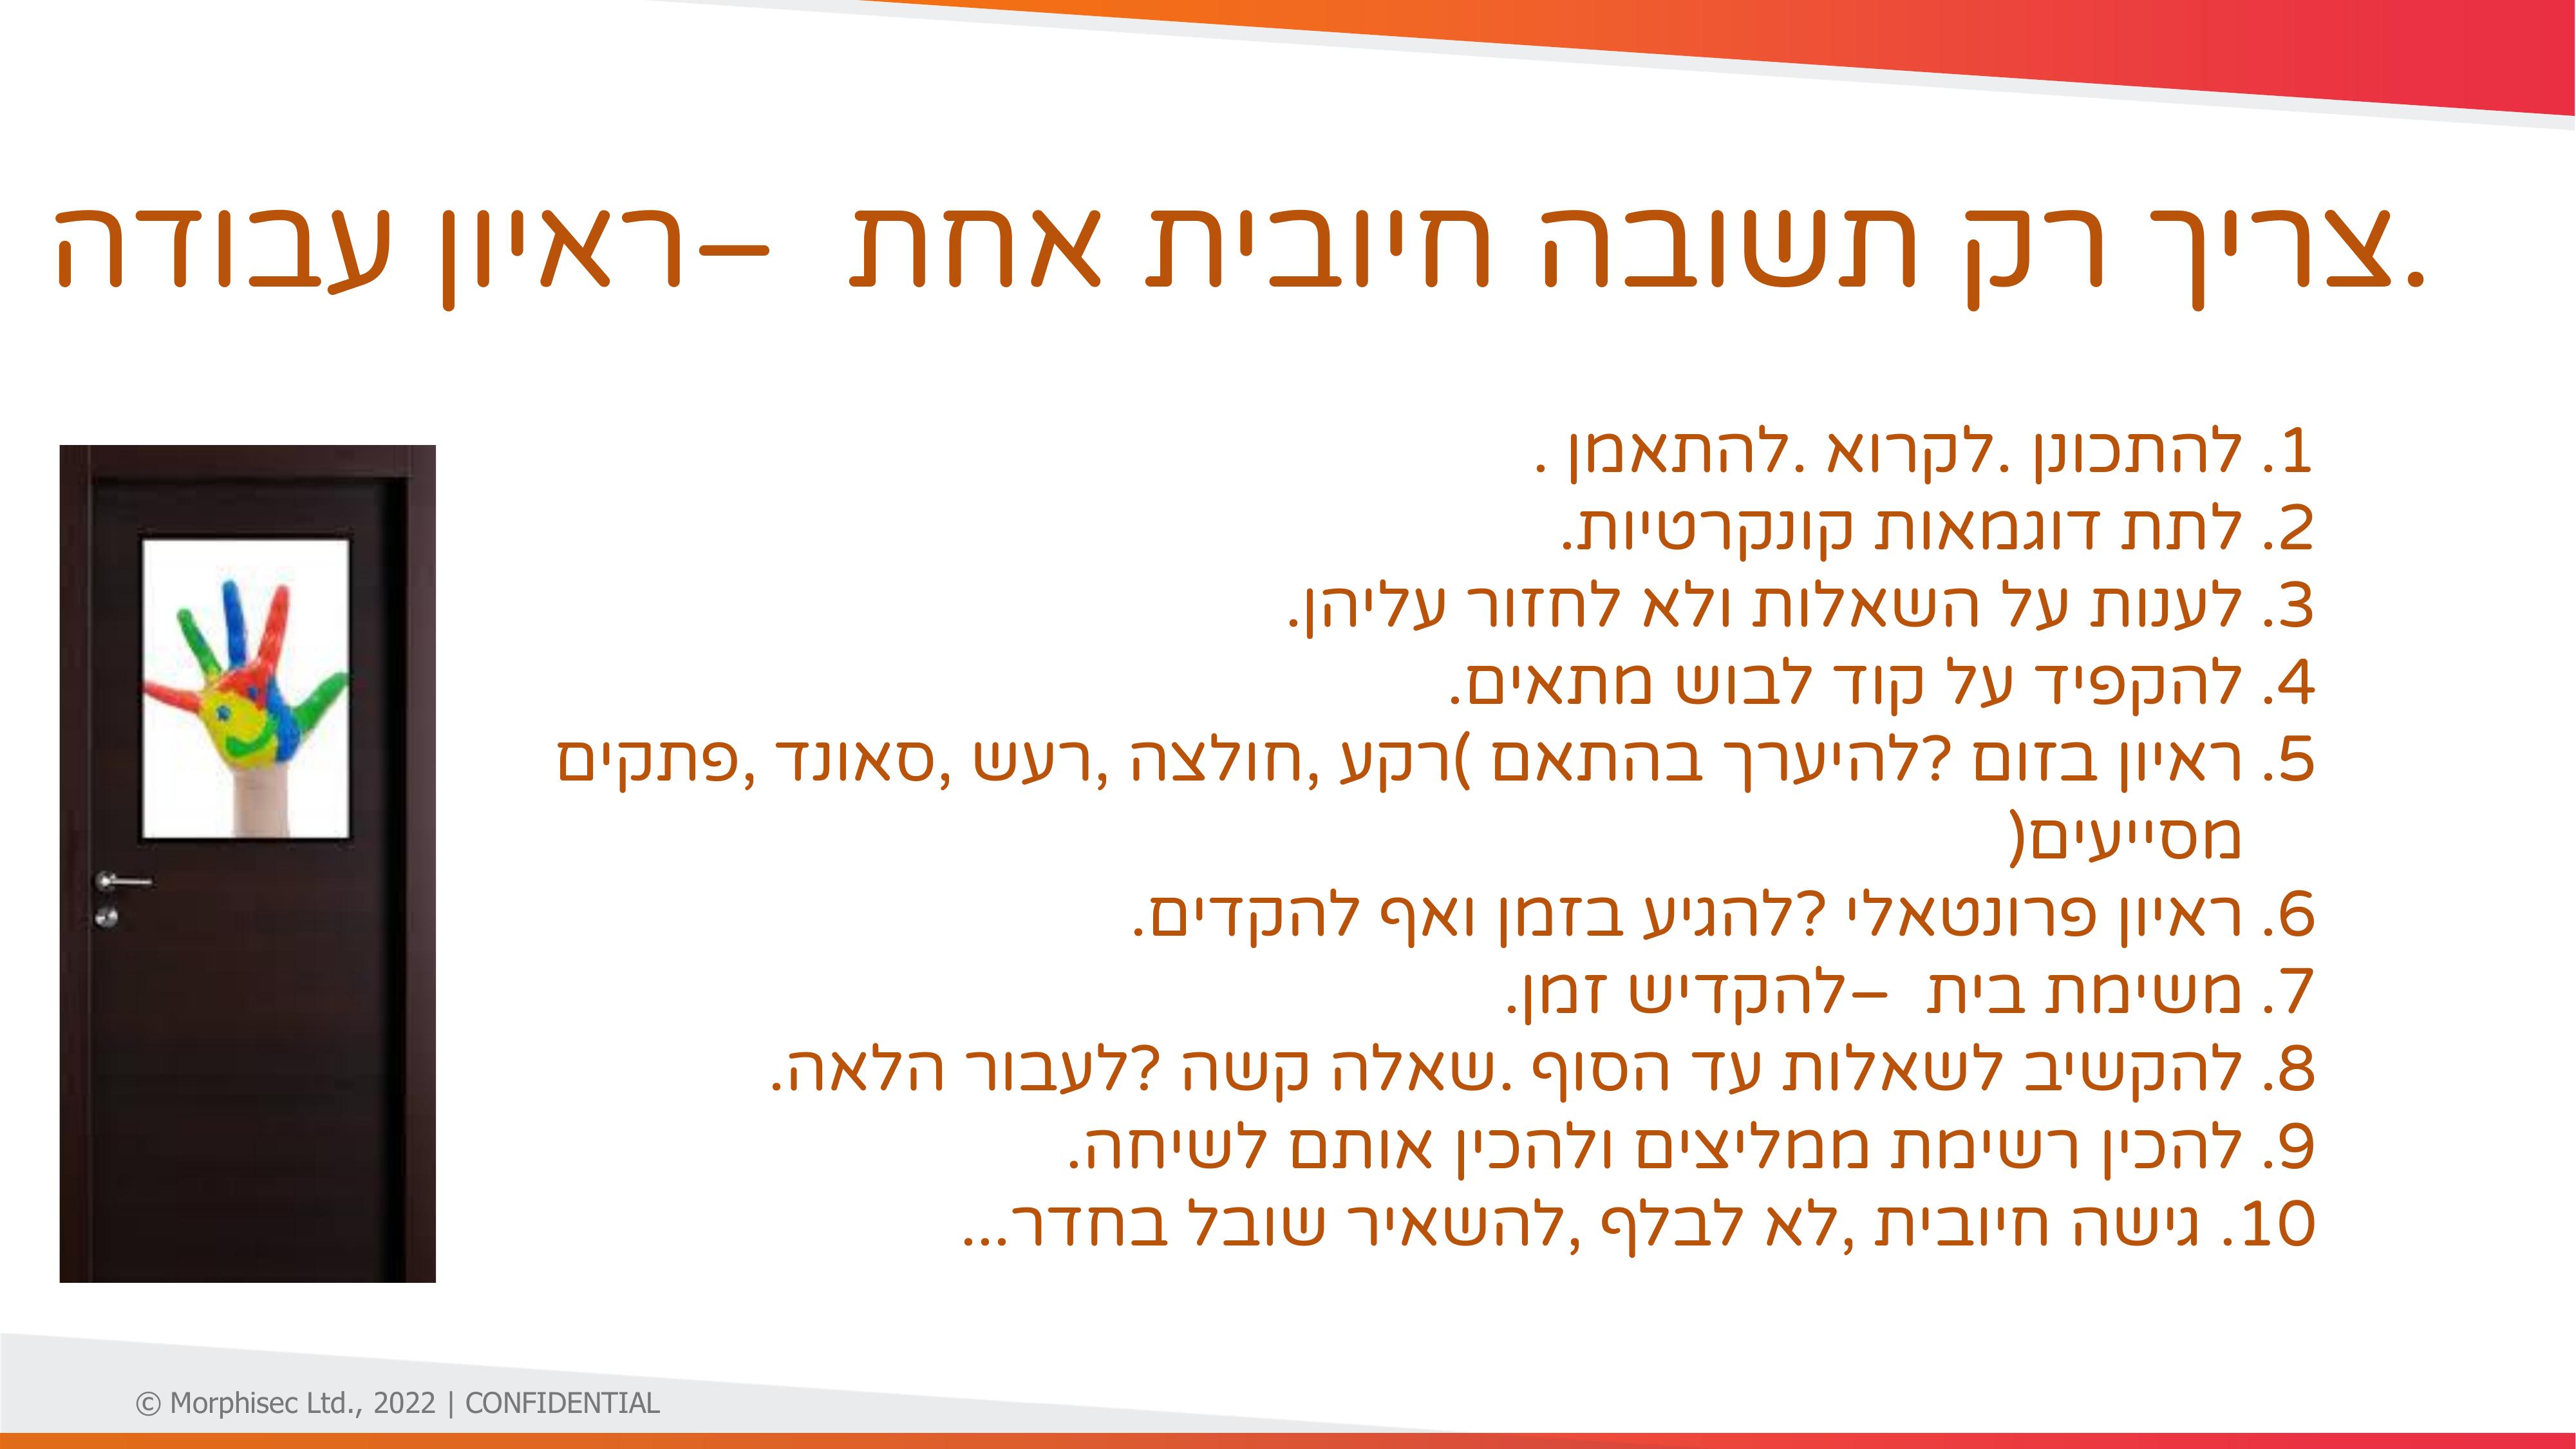 ראיון עבודה – צריך רק תשובה חיובית אחת.
1. להתכונן. לקרוא. להתאמן .
2. לתת דוגמאות קונקרטיות.
3. לענות על השאלות ולא לחזור עליהן.
4. להקפיד על קוד לבוש מתאים.
5. ראיון בזום? להיערך בהתאם (רקע, חולצה, רעש, סאונד, פתקים
מסייעים)
6. ראיון פרונטאלי? להגיע בזמן ואף להקדים.
7. משימת בית – להקדיש זמן.
8. להקשיב לשאלות עד הסוף. שאלה קשה? לעבור הלאה.
9. להכין רשימת ממליצים ולהכין אותם לשיחה.
10. גישה חיובית, לא לבלף, להשאיר שובל בחדר...
© Morphisec Ltd., 2022 | CONFIDENTIAL